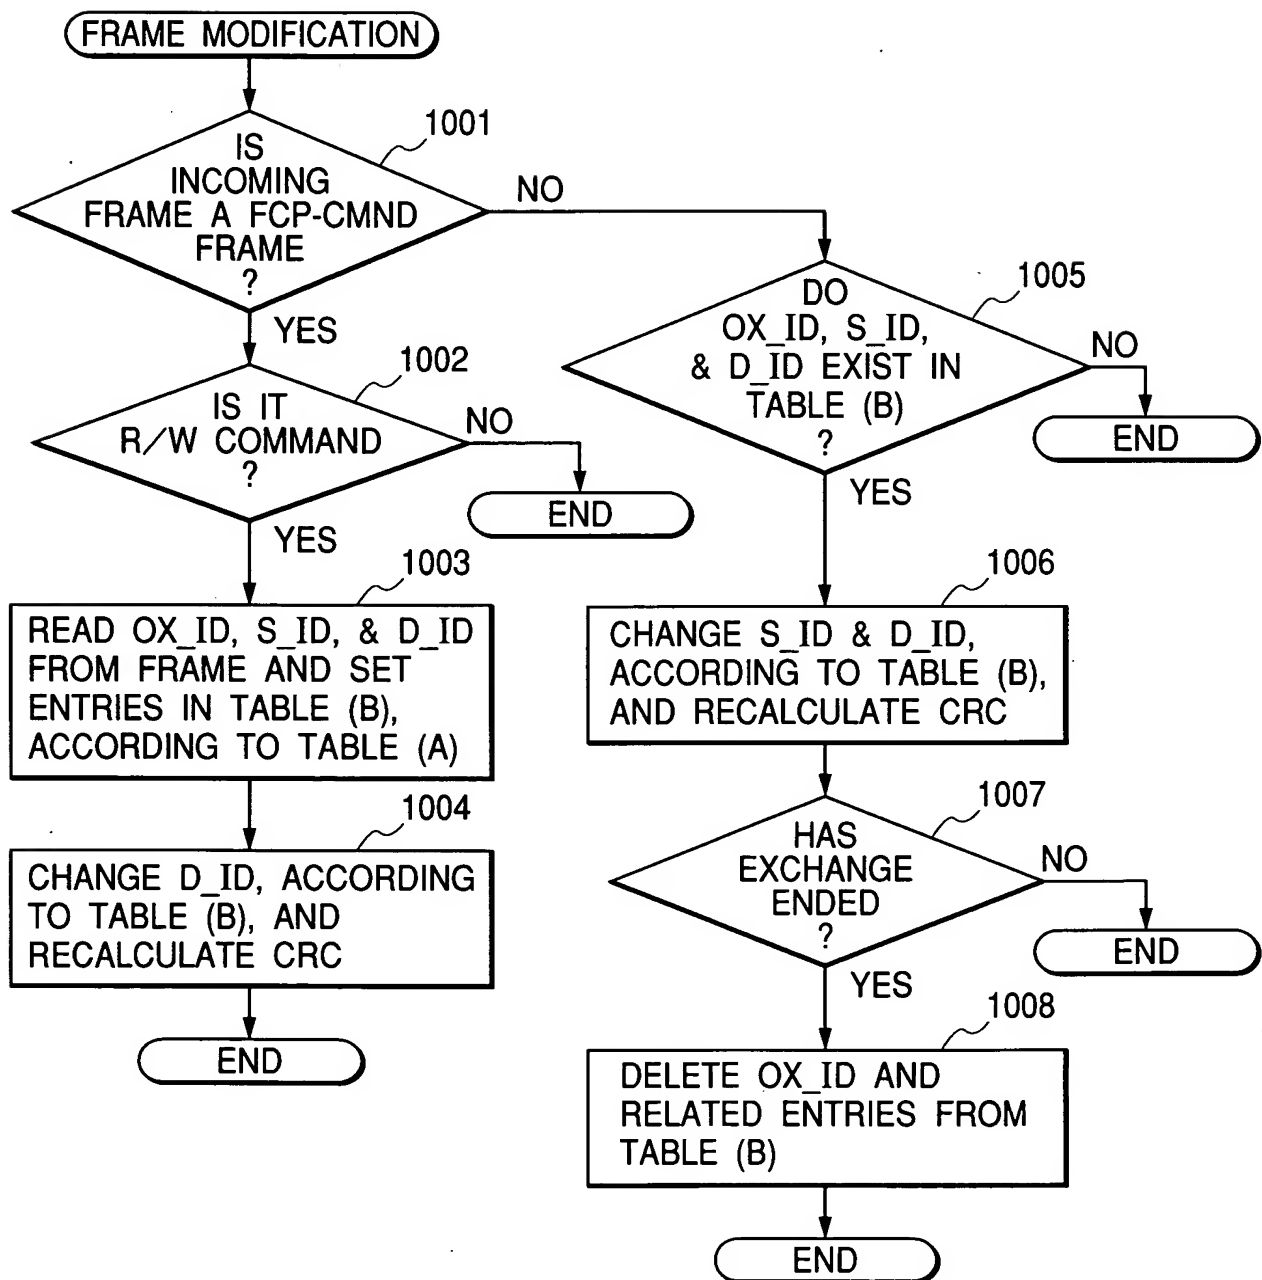 FRAME MODIFICATION
1001
IS
INCOMING
FRAME A FCP-CMND
FRAME
?
NO
YES
1002
IS IT
R/W COMMAND
?
NO
END
YES
1003
READ OX_ID, S_ID, & D_ID
FROM FRAME AND SET
ENTRIES IN TABLE (B),
ACCORDING TO TABLE (A)
1004
CHANGE D_ID, ACCORDING
TO TABLE (B), AND
RECALCULATE CRC
END
1005
DO
OX_ID, S_ID,
& D_ID EXIST IN
TABLE (B)
?
NO
END
YES
1006
CHANGE S_ID & D_ID,
ACCORDING TO TABLE (B),
AND RECALCULATE CRC
1007
HAS
EXCHANGE
ENDED
?
NO
END
YES
1008
DELETE OX_ID AND
RELATED ENTRIES FROM
TABLE (B)
END